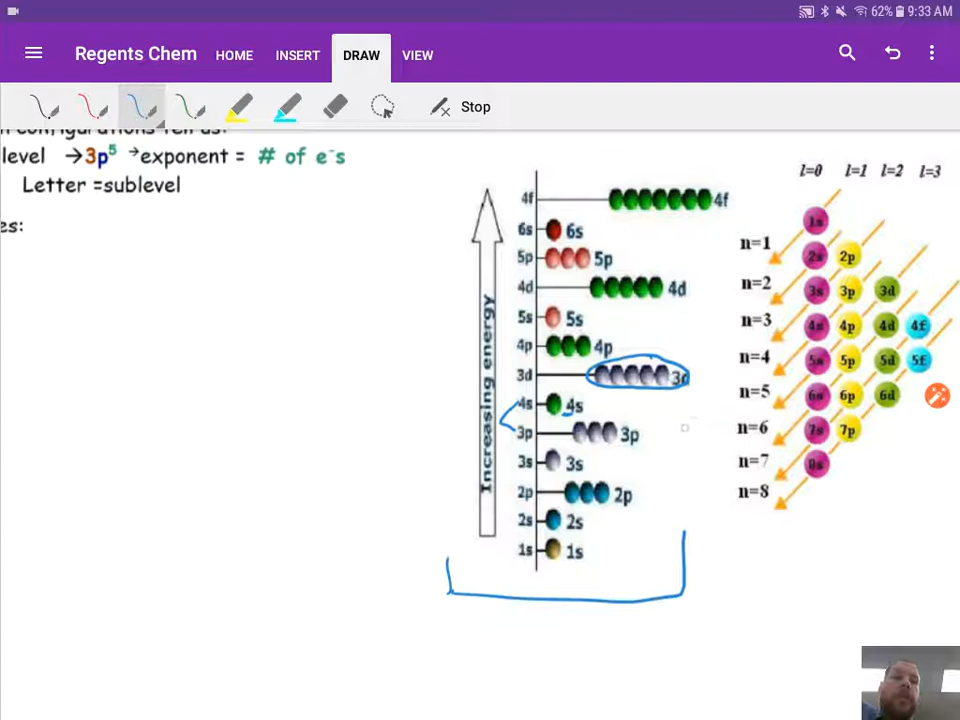 62% 9:33 AM
Regents Chem HOME INSERT DRAW VIEW
Stop
configurations tell us:
level →3p⁵ →exponent = # of e⁻s
Letter =sublevel
es:
Increasing energy
4f 4f
6s 6s
5p 5p
4d 4d
5s 5s
4p 4p
3d 3d
4s 4s
3p 3p
3s 3s
2p 2p
2s 2s
1s 1s
l=0 l=1 l=2 l=3
1s
n=1
2s 2p
n=2
3s 3p 3d
n=3
4s 4p 4d 4f
n=4
5s 5p 5d 5f
n=5
6s 6p 6d
n=6
7s 7p
n=7
8s
n=8